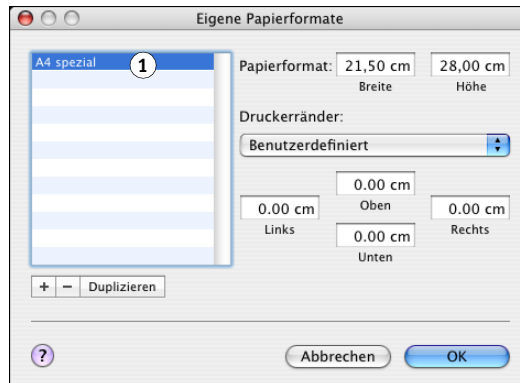 Eigene Papierformate
A4 spezial 1
Papierformat: 21,50 cm 28,00 cm
Breite Höhe
Druckerränder:
Benutzerdefiniert
0.00 cm
Oben
0.00 cm 0.00 cm
Links Rechts
0.00 cm
Unten
+ − Duplizieren
? Abbrechen OK